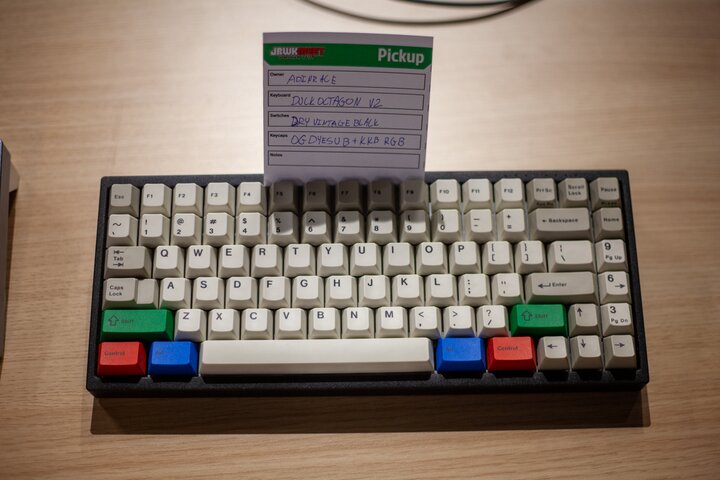 JRWKMEET Pickup
Owner ADINRACE
Keyboard DUCK OCTAGON V2
Switches DRY VINTAGE BLACK
Keycaps OG DYESUB + KKB RGB
Notes
Esc F1 F2 F3 F4 F5 F6 F7 F8 F9 F10 F11 F12 PrtSc Scroll Lock Pause
~ ` ! 1 @ 2 # 3 $ 4 % 5 ^ 6 & 7 * 8 ( 9 ) 0 _ - + = Backspace Home
Tab Q W E R T Y U I O P { [ } ] | \ 9 Pg Up
Caps Lock A S D F G H J K L : ; " ' Enter 6
Shift Z X C V B N M < , > . ? / Shift 3 Pg Dn
Control Control